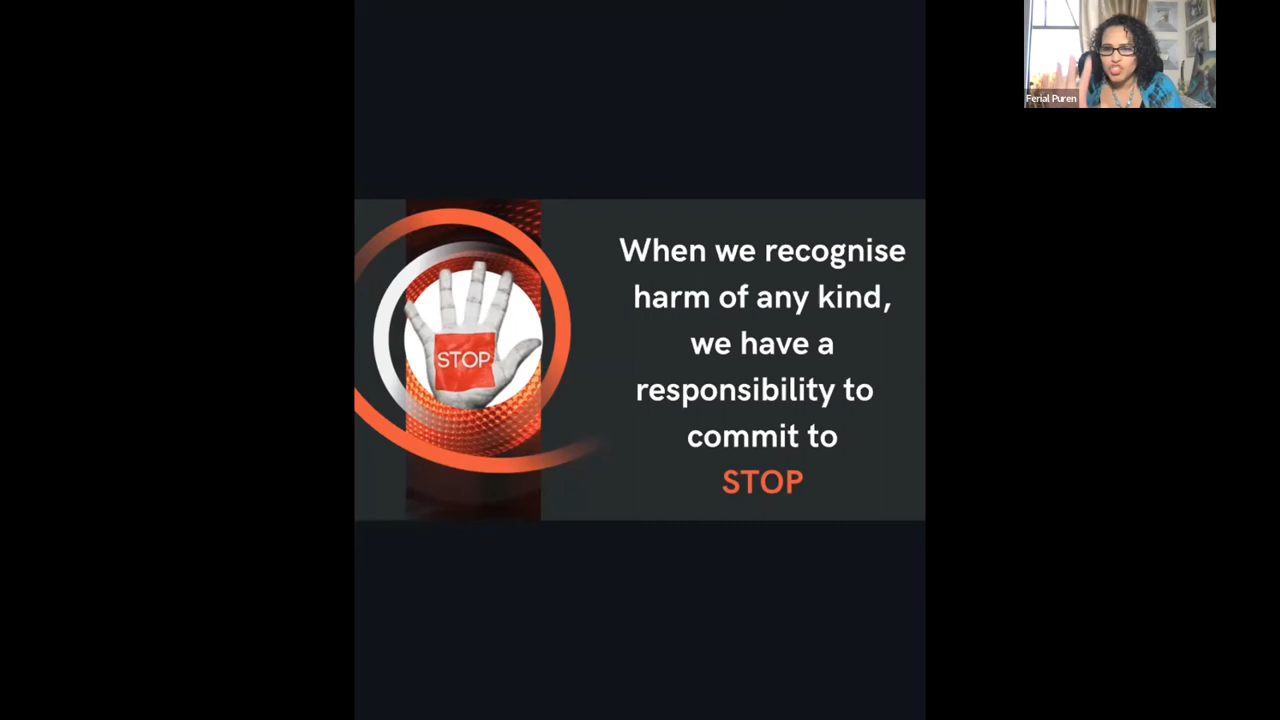 Ferial Puren
When we recognise
harm of any kind,
we have a
responsibility to
commit to
STOP
STOP